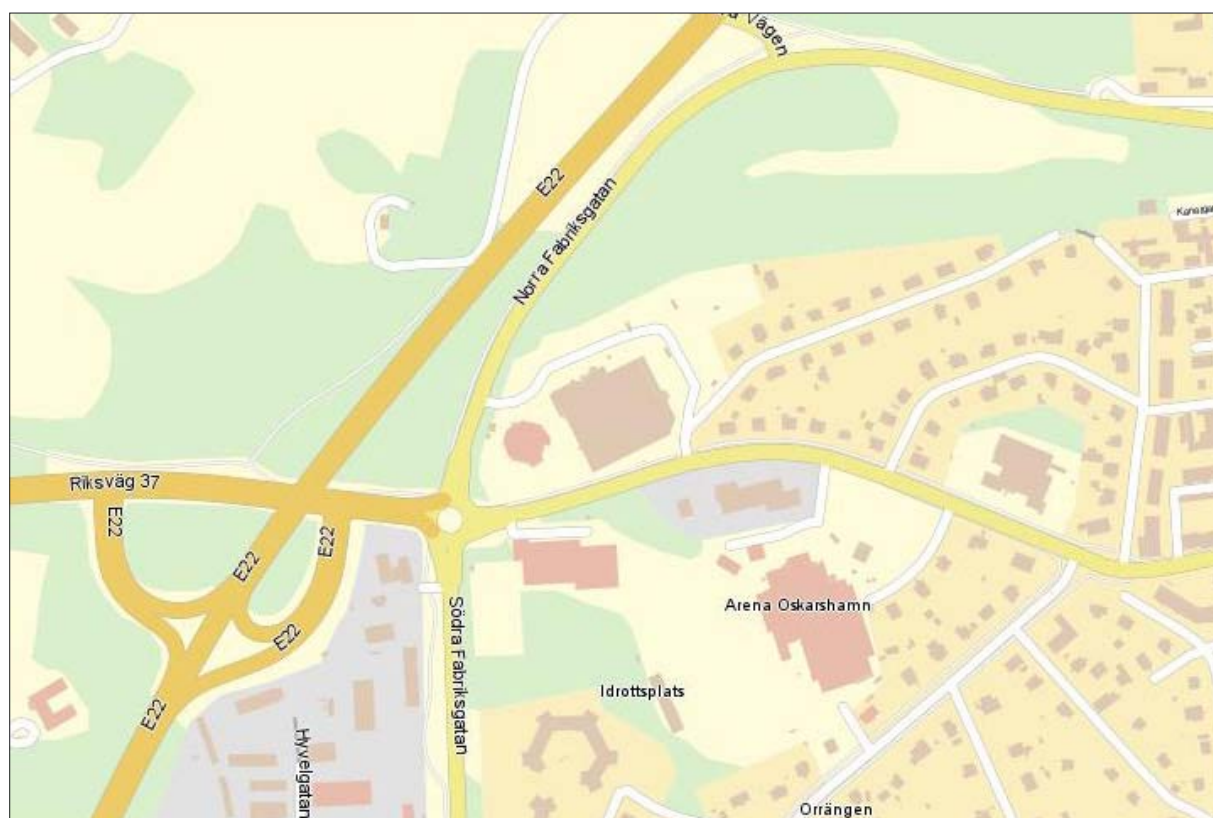 Vägen
E22
Norra Fabriksgatan
Riksväg 37
E22
E22
E22
E22
E22
Södra Fabriksgatan
Arena Oskarshamn
Idrottsplats
Hyvelgatan
Orrängen